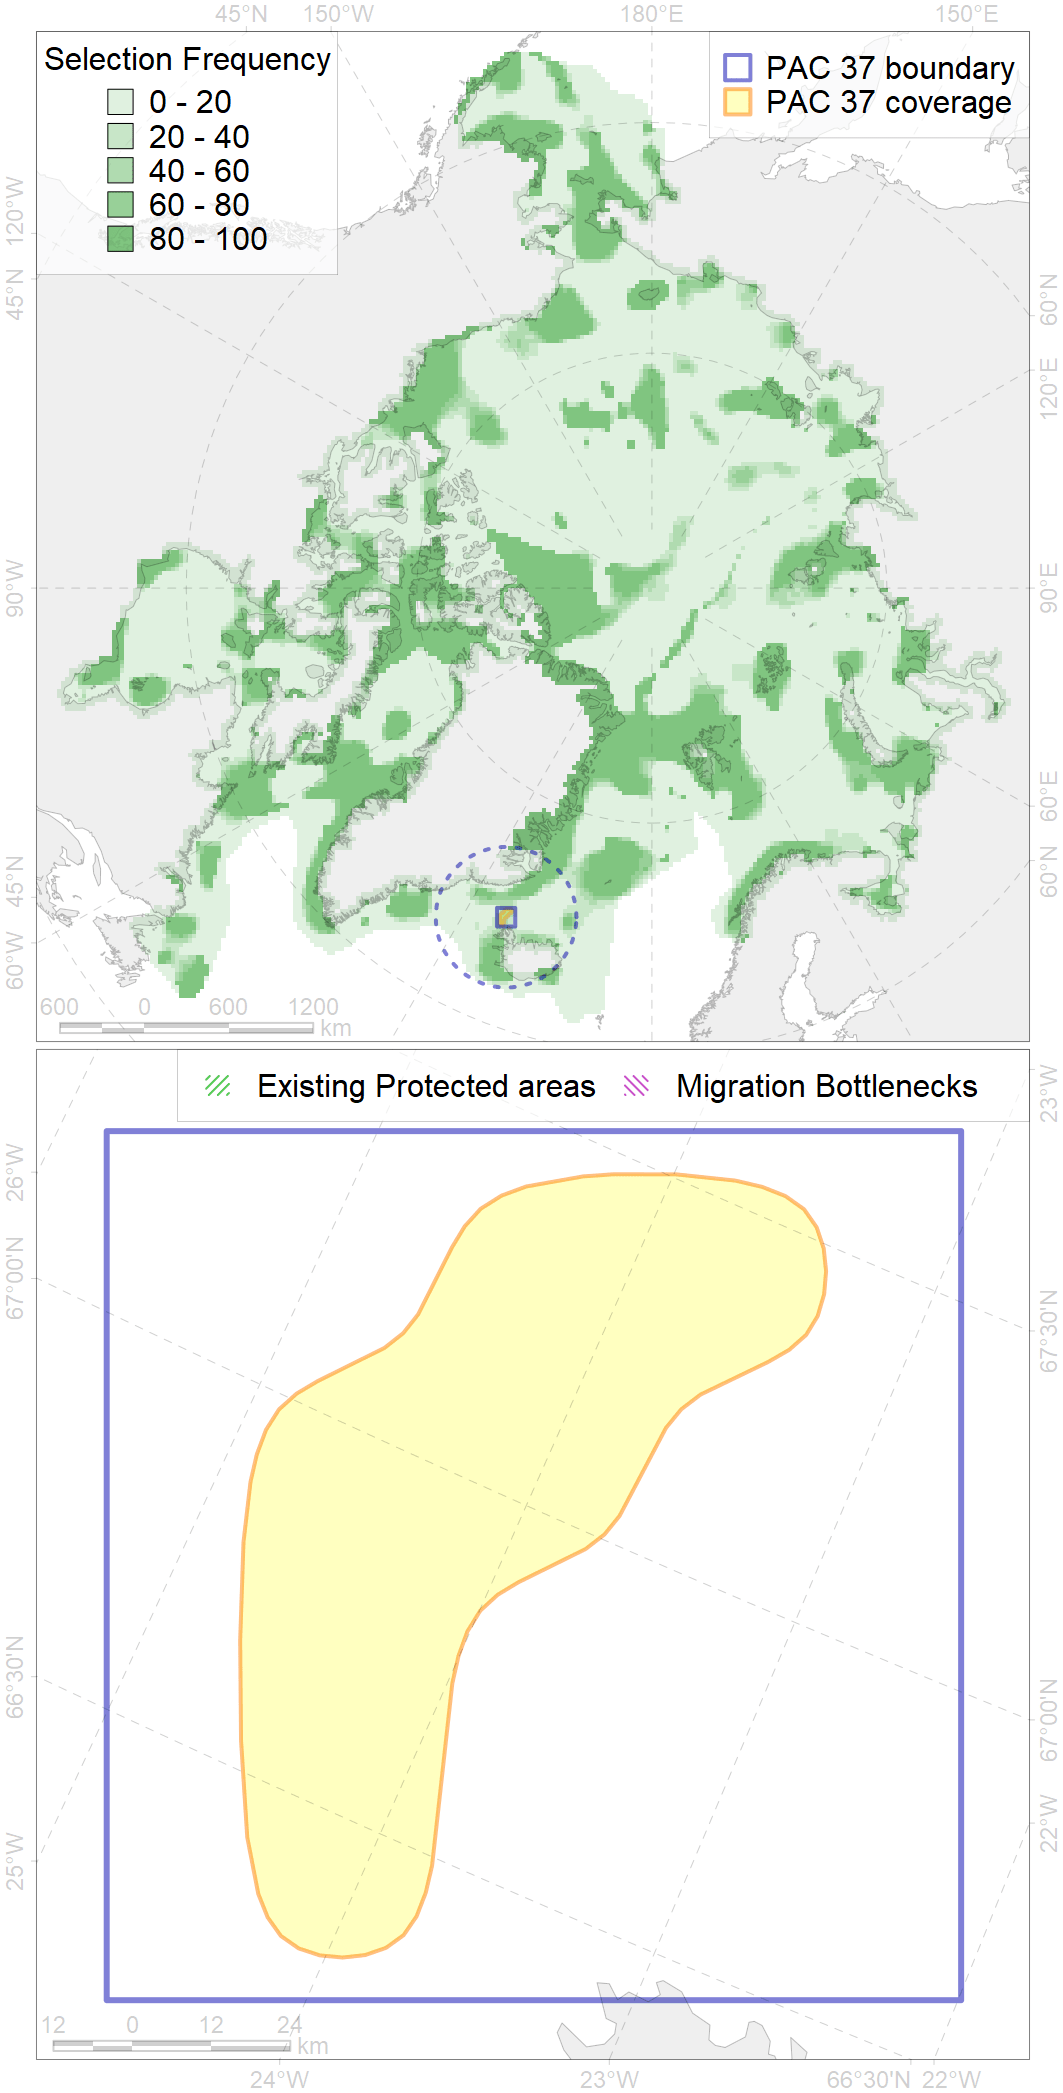 45°N 150°W 180°E 150°E
Selection Frequency
0 - 20
20 - 40
40 - 60
60 - 80
80 - 100
PAC 37 boundary
PAC 37 coverage
120°W
45°N
90°W
45°N
60°W
60°N
120°E
90°E
60°E
60°N
600 0 600 1200
km
Existing Protected areas Migration Bottlenecks
26°W
67°00'N
66°30'N
25°W
23°W
67°30'N
67°00'N
22°W
12 0 12 24
km
24°W 23°W 66°30'N 22°W